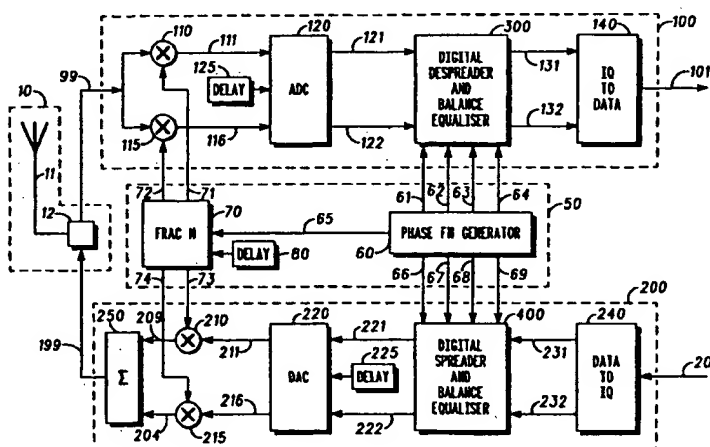 110
111
120
121
300
140
100
99
125
131
10
DELAY
ADC
DIGITAL
DESPREADER
AND
BALANCE
EQUALISER
IQ
TO
DATA
101
115
116
122
132
11
72
71
61
62
63
64
12
70
50
FRAC N
65
PHASE FN GENERATOR
DELAY
80
60
74
73
66
67
68
69
200
250
209
210
220
221
400
240
Σ
211
225
231
20
199
DAC
DELAY
DIGITAL
SPREADER
AND
BALANCE
EQUALISER
DATA
TO
IQ
204
215
216
222
232